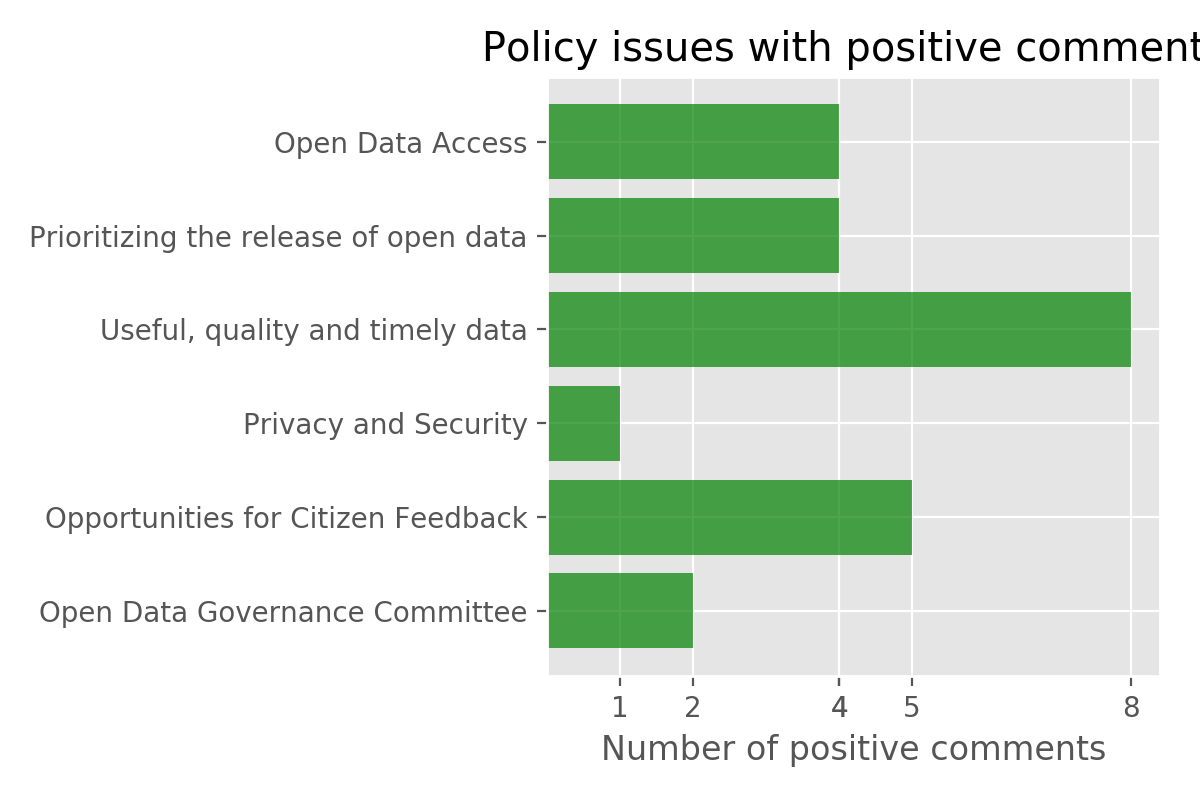 Policy issues with positive comment
Open Data Access
Prioritizing the release of open data
Useful, quality and timely data
Privacy and Security
Opportunities for Citizen Feedback
Open Data Governance Committee
1 2 4 5 8
Number of positive comments